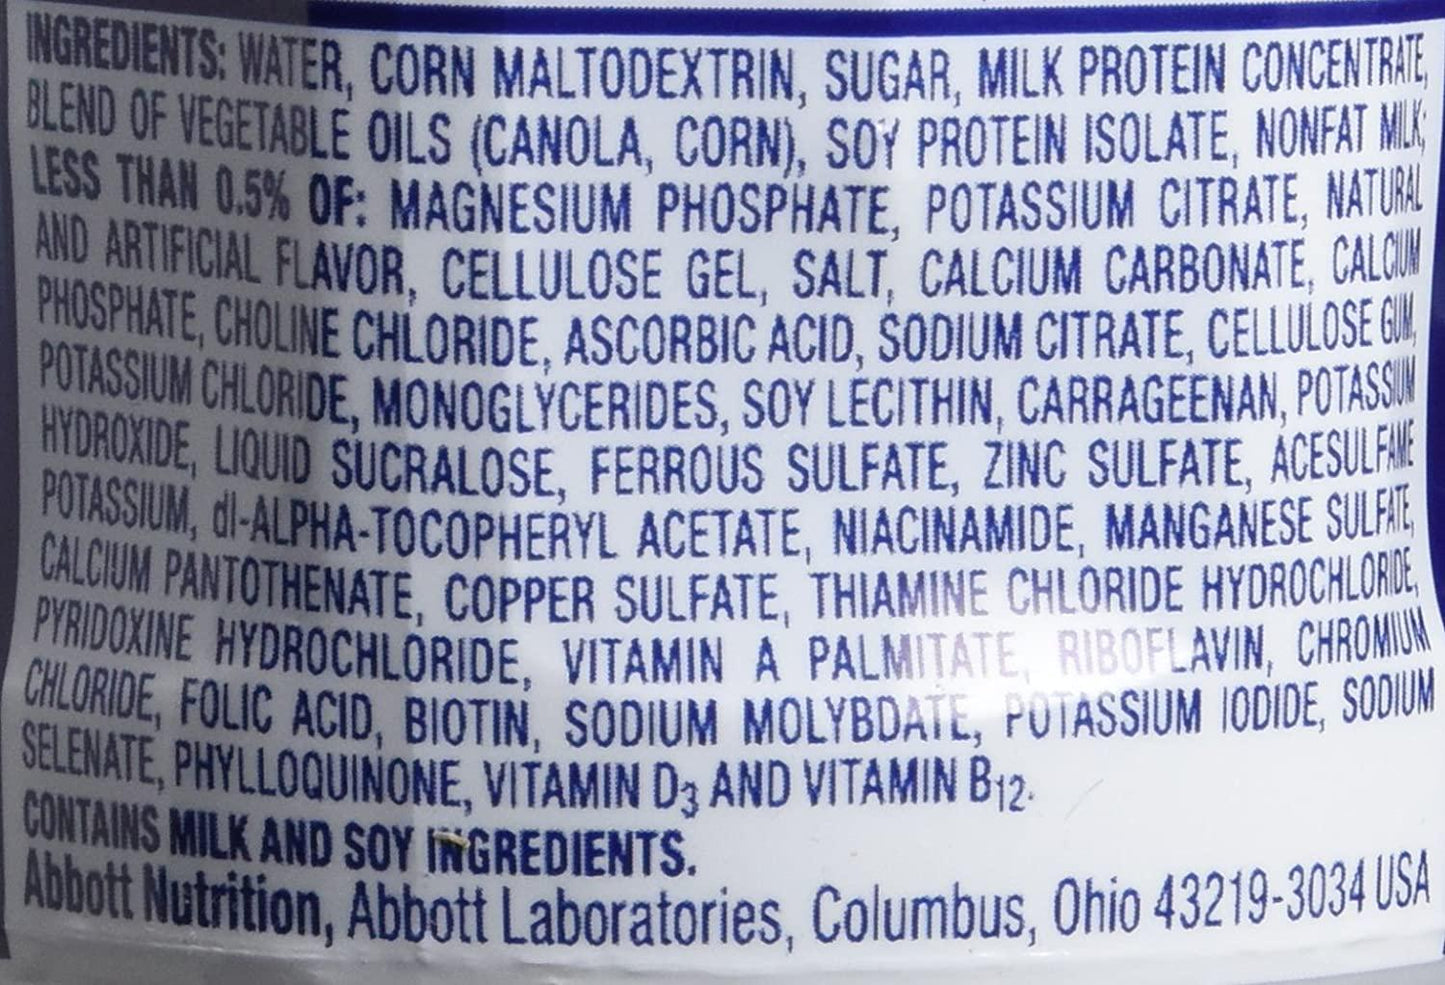 INGREDIENTS: WATER, CORN MALTODEXTRIN, SUGAR, MILK PROTEIN CONCENTRATE,
BLEND OF VEGETABLE OILS (CANOLA, CORN), SOY PROTEIN ISOLATE, NONFAT MILK;
LESS THAN 0.5% OF: MAGNESIUM PHOSPHATE, POTASSIUM CITRATE, NATURAL
AND ARTIFICIAL FLAVOR, CELLULOSE GEL, SALT, CALCIUM CARBONATE, CALCIUM
PHOSPHATE, CHOLINE CHLORIDE, ASCORBIC ACID, SODIUM CITRATE, CELLULOSE GUM,
POTASSIUM CHLORIDE, MONOGLYCERIDES, SOY LECITHIN, CARRAGEENAN, POTASSIUM
HYDROXIDE, LIQUID SUCRALOSE, FERROUS SULFATE, ZINC SULFATE, ACESULFAME
POTASSIUM, dl-ALPHA-TOCOPHERYL ACETATE, NIACINAMIDE, MANGANESE SULFATE,
CALCIUM PANTOTHENATE, COPPER SULFATE, THIAMINE CHLORIDE HYDROCHLORIDE,
PYRIDOXINE HYDROCHLORIDE, VITAMIN A PALMITATE, RIBOFLAVIN, CHROMIUM
CHLORIDE, FOLIC ACID, BIOTIN, SODIUM MOLYBDATE, POTASSIUM IODIDE, SODIUM
SELENATE, PHYLLOQUINONE, VITAMIN D3 AND VITAMIN B12.
CONTAINS MILK AND SOY INGREDIENTS.
Abbott Nutrition, Abbott Laboratories, Columbus, Ohio 43219-3034 USA